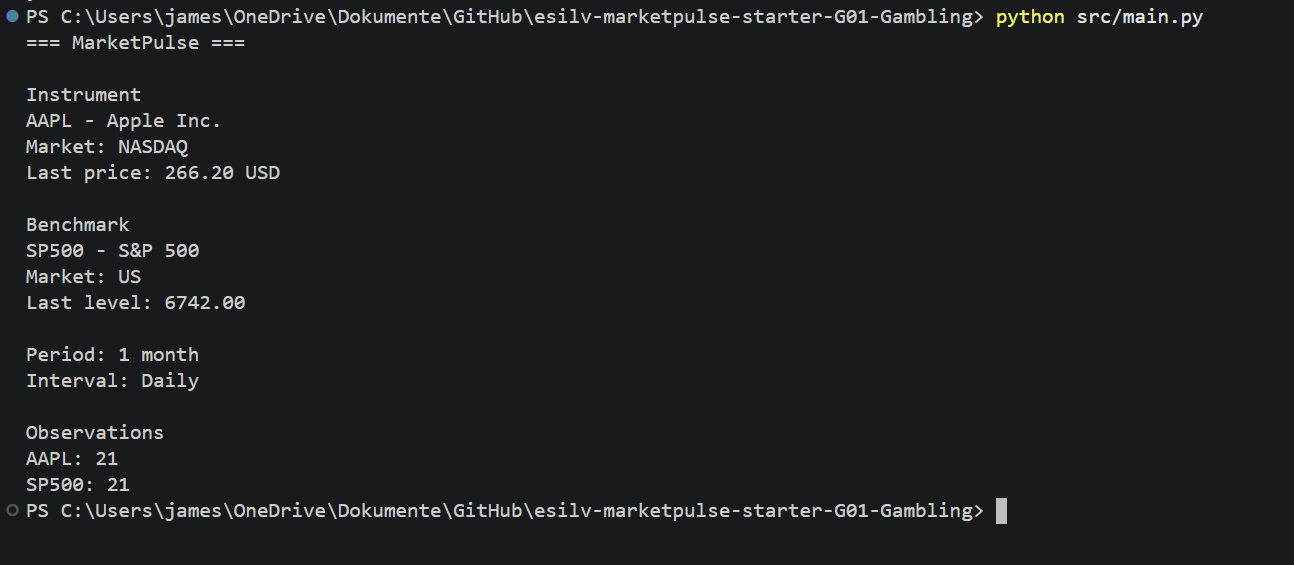 PS C:\Users\james\OneDrive\Dokumente\GitHub\esilv-marketpulse-starter-G01-Gambling> python src/main.py
=== MarketPulse ===
Instrument
AAPL - Apple Inc.
Market: NASDAQ
Last price: 266.20 USD
Benchmark
SP500 - S&P 500
Market: US
Last level: 6742.00
Period: 1 month
Interval: Daily
Observations
AAPL: 21
SP500: 21
PS C:\Users\james\OneDrive\Dokumente\GitHub\esilv-marketpulse-starter-G01-Gambling>